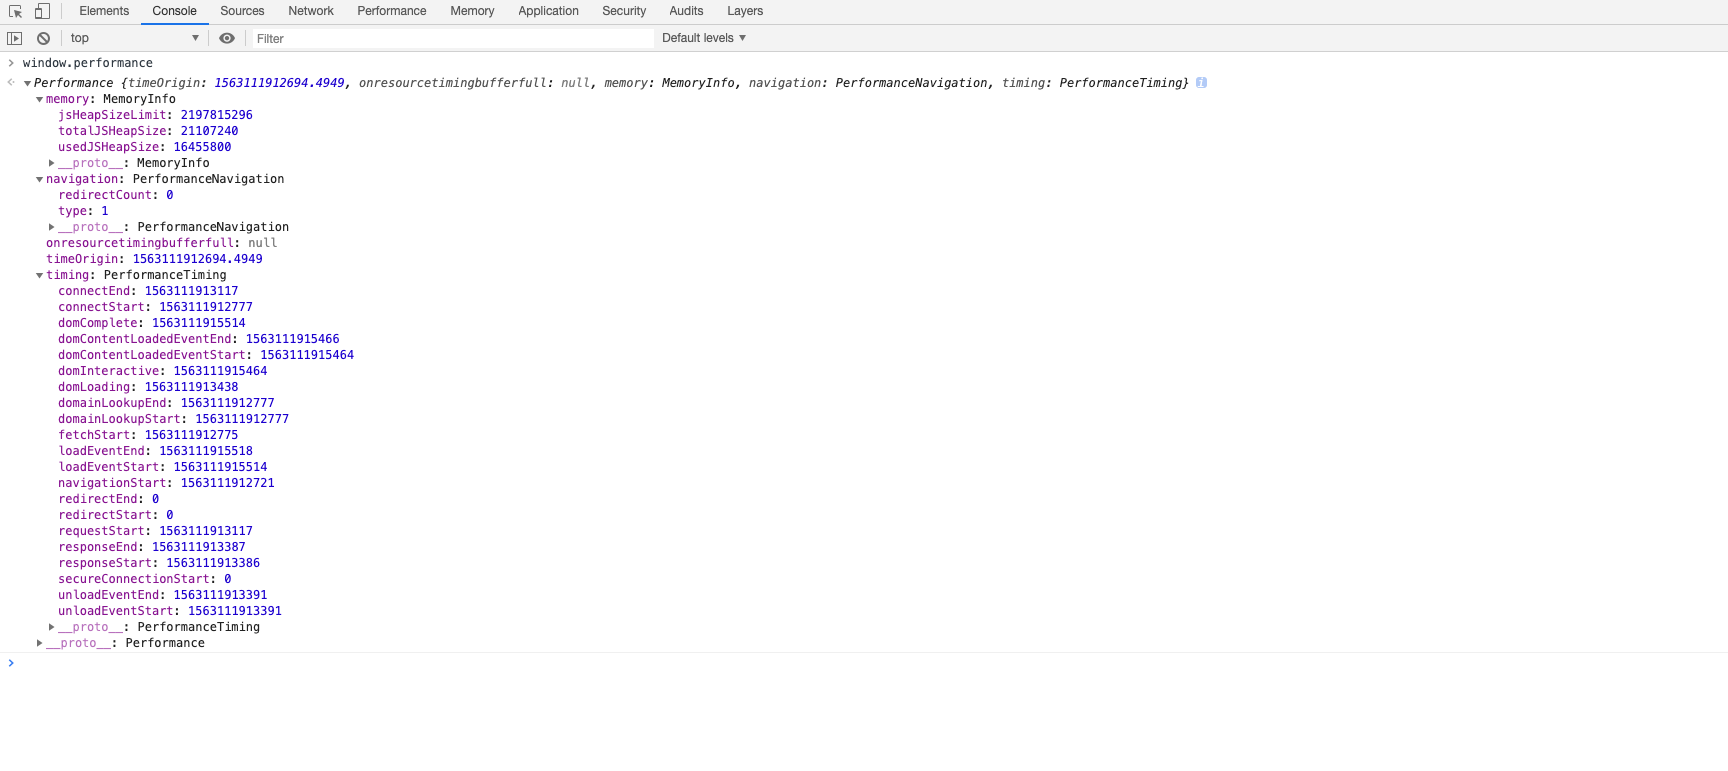 Elements Console Sources Network Performance Memory Application Security Audits Layers
top Filter Default levels
window.performance
Performance {timeOrigin: 1563111912694.4949, onresourcetimingbufferfull: null, memory: MemoryInfo, navigation: PerformanceNavigation, timing: PerformanceTiming} i
memory: MemoryInfo
jsHeapSizeLimit: 2197815296
totalJSHeapSize: 21107240
usedJSHeapSize: 16455800
__proto__: MemoryInfo
navigation: PerformanceNavigation
redirectCount: 0
type: 1
__proto__: PerformanceNavigation
onresourcetimingbufferfull: null
timeOrigin: 1563111912694.4949
timing: PerformanceTiming
connectEnd: 1563111913117
connectStart: 1563111912777
domComplete: 1563111915514
domContentLoadedEventEnd: 1563111915466
domContentLoadedEventStart: 1563111915464
domInteractive: 1563111915464
domLoading: 1563111913438
domainLookupEnd: 1563111912777
domainLookupStart: 1563111912777
fetchStart: 1563111912775
loadEventEnd: 1563111915518
loadEventStart: 1563111915514
navigationStart: 1563111912721
redirectEnd: 0
redirectStart: 0
requestStart: 1563111913117
responseEnd: 1563111913387
responseStart: 1563111913386
secureConnectionStart: 0
unloadEventEnd: 1563111913391
unloadEventStart: 1563111913391
__proto__: PerformanceTiming
__proto__: Performance